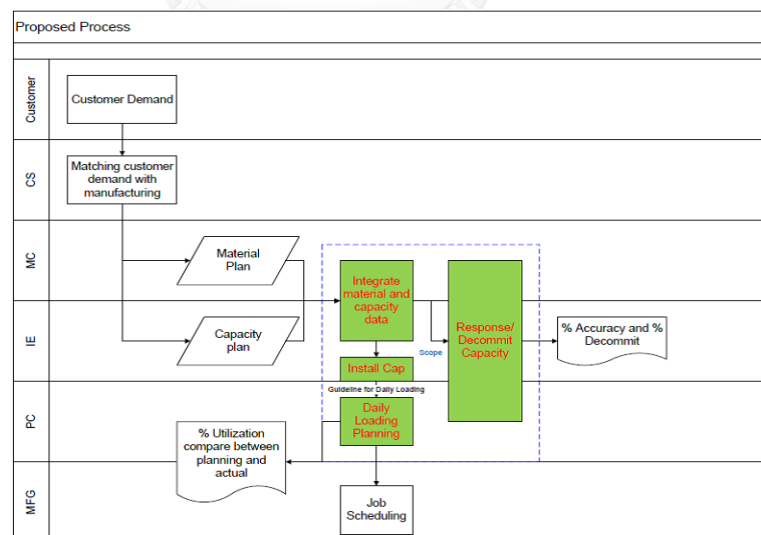 Proposed Process
Customer
Customer Demand
CS
Matching customer
demand with
manufacturing
MC
Material
Plan
Integrate
material and
capacity
data
IE
Capacity
plan
Response/
Decommit
Capacity
% Accuracy and %
Decommit
Scope
Install Cap
Guideline for Daily Loading
PC
Daily
Loading
Planning
% Utilization
compare between
planning and
actual
MFG
Job
Scheduling